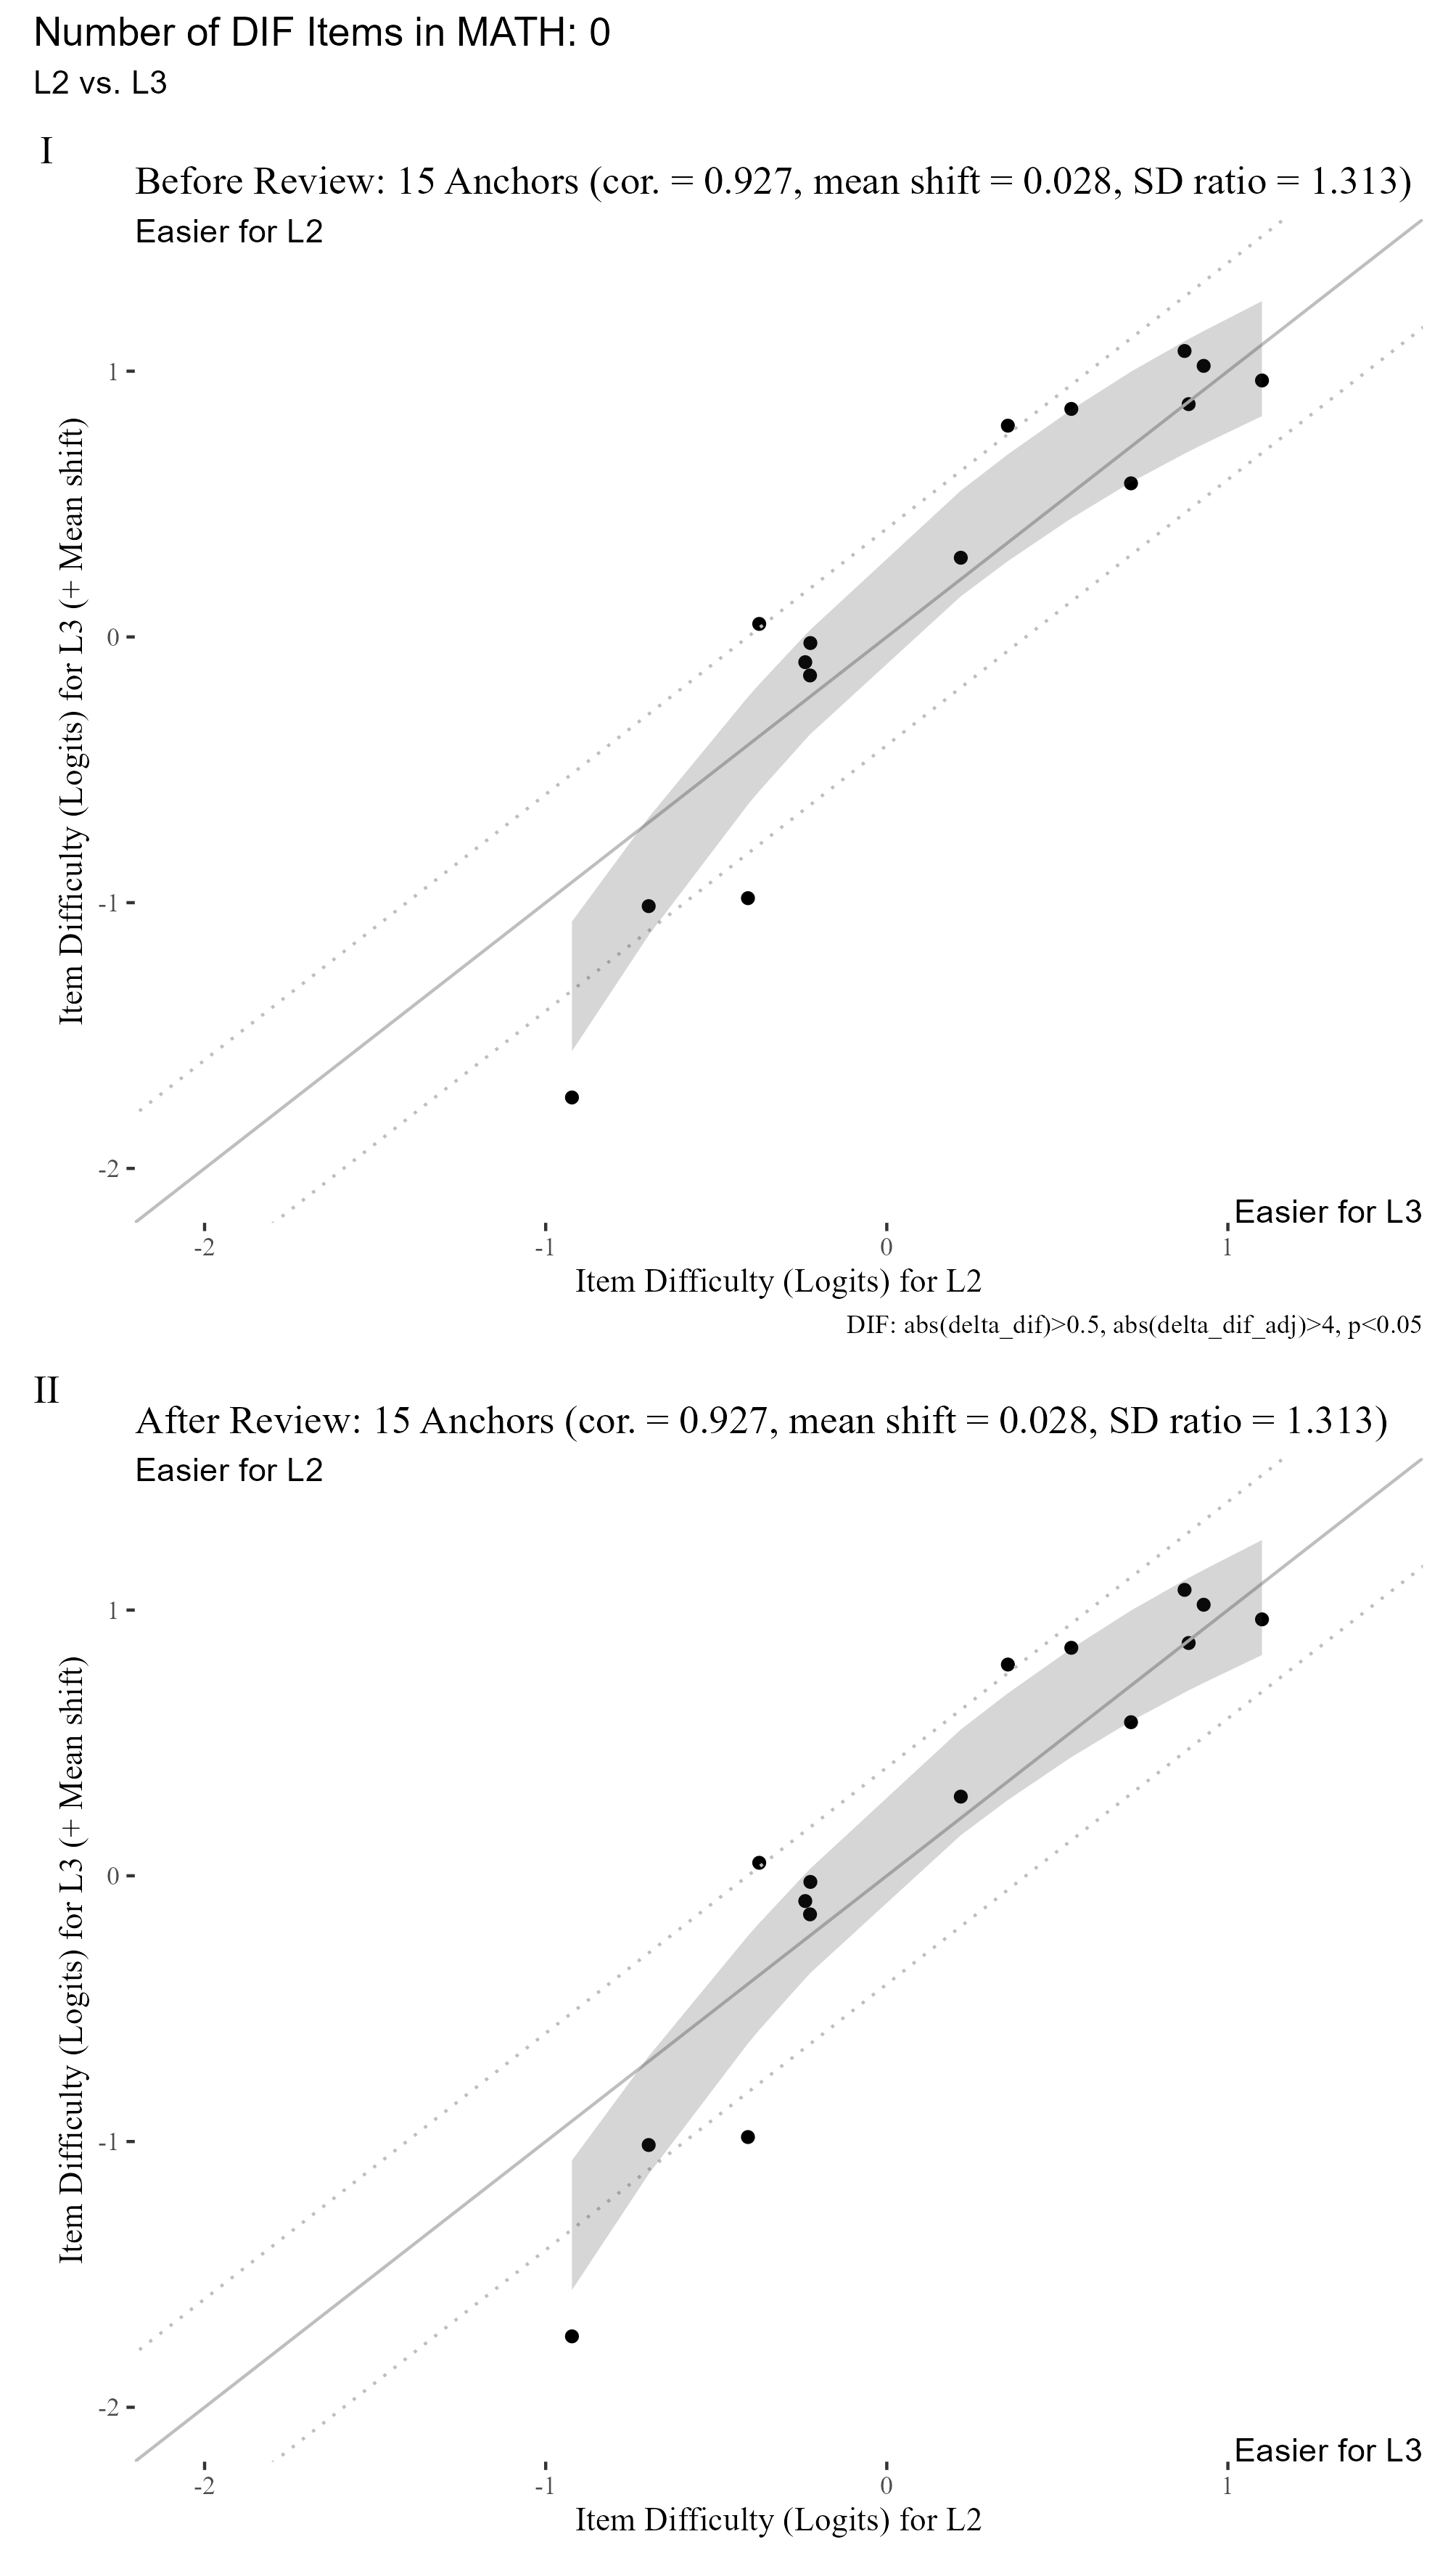 Number of DIF Items in MATH: 0
L2 vs. L3
I
Before Review: 15 Anchors (cor. = 0.927, mean shift = 0.028, SD ratio = 1.313)
Easier for L2
Item Difficulty (Logits) for L3 (+ Mean shift)
1
0
-1
-2
Easier for L3
-2 -1 0 1
Item Difficulty (Logits) for L2
DIF: abs(delta_dif)>0.5, abs(delta_dif_adj)>4, p<0.05
II
After Review: 15 Anchors (cor. = 0.927, mean shift = 0.028, SD ratio = 1.313)
Easier for L2
Item Difficulty (Logits) for L3 (+ Mean shift)
1
0
-1
-2
Easier for L3
-2 -1 0 1
Item Difficulty (Logits) for L2